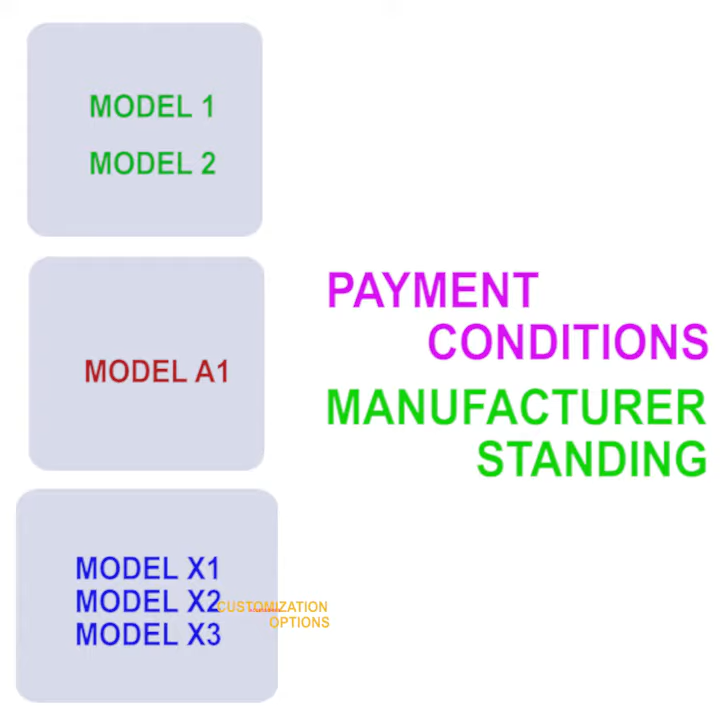 MODEL 1
MODEL 2
MODEL A1
PAYMENT
CONDITIONS
MANUFACTURER
STANDING
MODEL X1
MODEL X2
MODEL X3
CUSTOMIZATION
OPTIONS